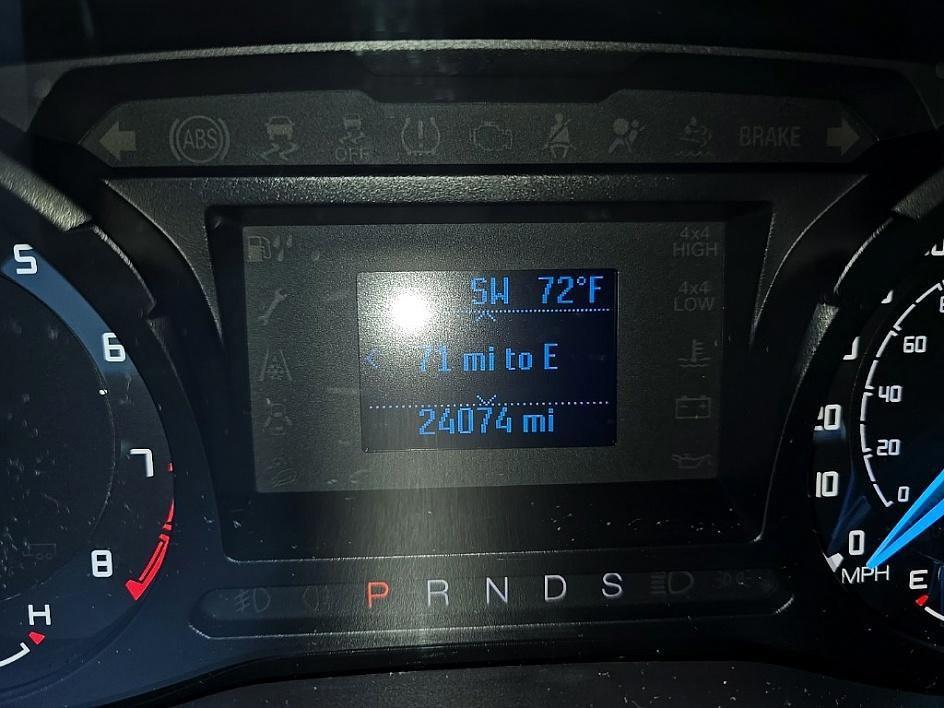 ABS
OFF
BRAKE
4x4
HIGH
4x4
LOW
SW 72°F
71 mi to E
24074 mi
5
6
7
8
H
60
40
20
0
20
10
0
MPH
E
P R N D S